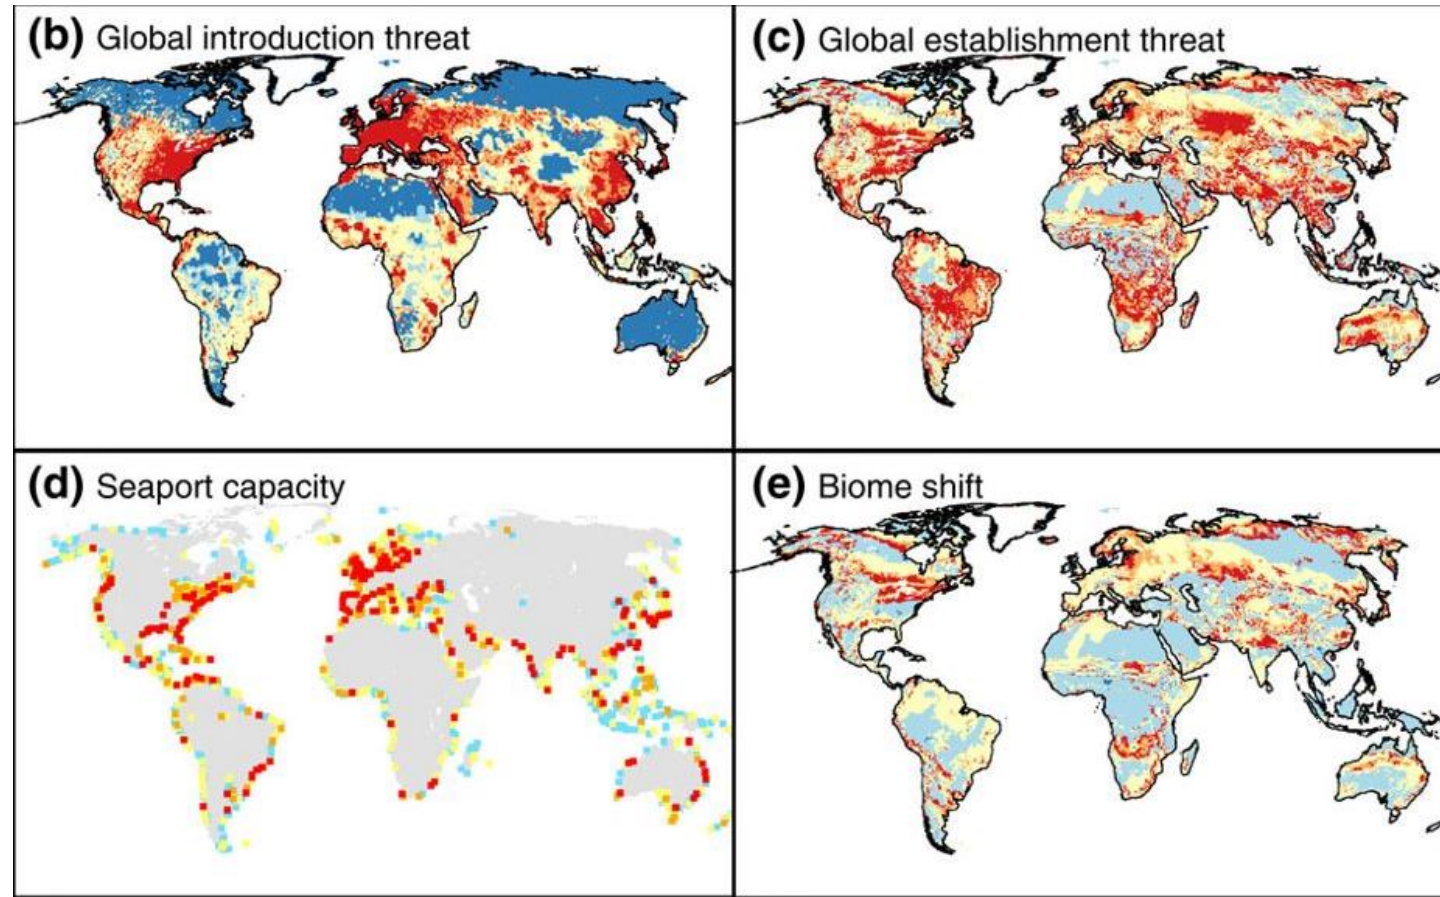 (b) Global introduction threat
(c) Global establishment threat
(d) Seaport capacity
(e) Biome shift